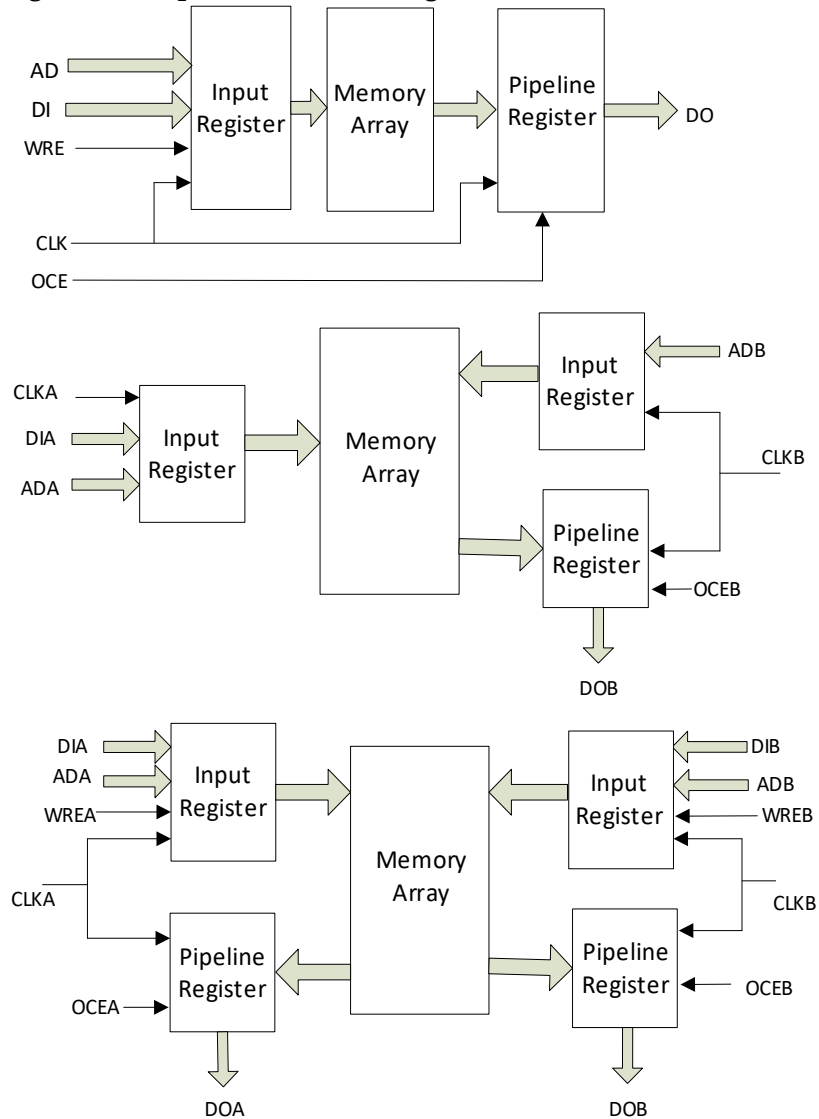 AD
DI
WRE
CLK
OCE
Input
Register
Memory
Array
Pipeline
Register
DO
CLKA
DIA
ADA
Input
Register
Memory
Array
Input
Register
ADB
CLKB
Pipeline
Register
OCEB
DOB
DIA
ADA
WREA
CLKA
OCEA
Input
Register
Pipeline
Register
DOA
Memory
Array
Input
Register
DIB
ADB
WREB
CLKB
Pipeline
Register
OCEB
DOB